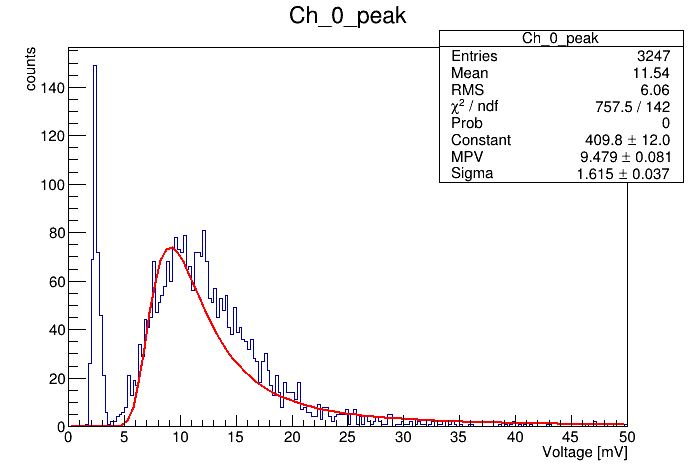 Ch_0_peak
Ch_0_peak
Entries 3247
Mean 11.54
RMS 6.06
χ² / ndf 757.5 / 142
Prob 0
Constant 409.8 ± 12.0
MPV 9.479 ± 0.081
Sigma 1.615 ± 0.037
counts
140
120
100
80
60
40
20
0
0 5 10 15 20 25 30 35 40 45 50
Voltage [mV]